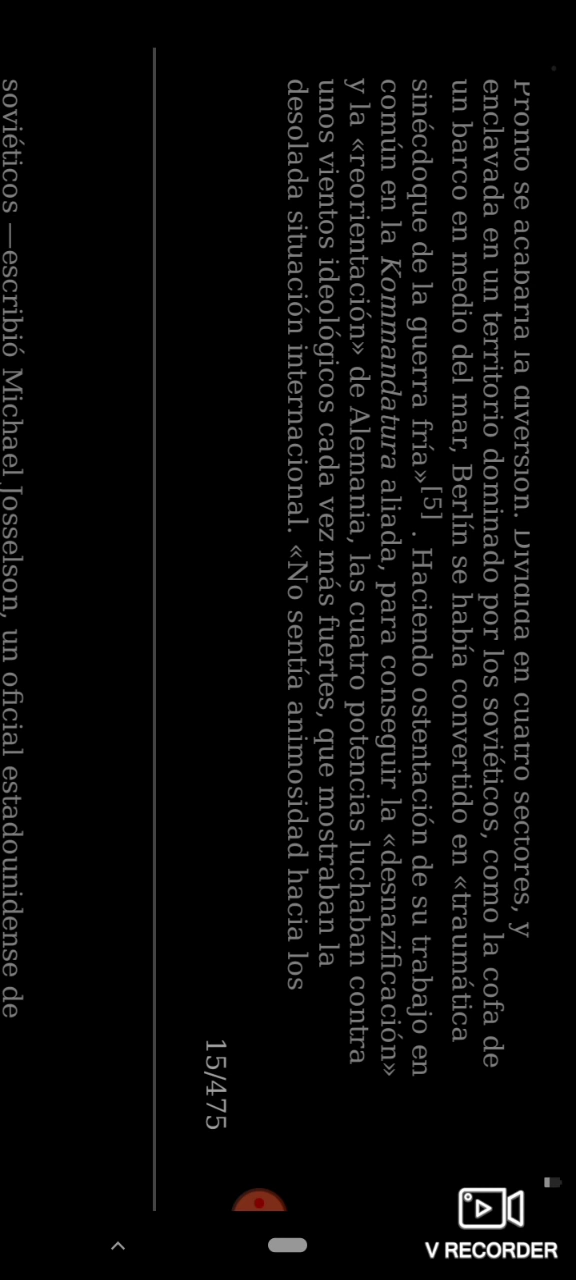 Pronto se acabaría la diversión. Dividida en cuatro sectores, y
enclavada en un territorio dominado por los soviéticos, como la cofa de
un barco en medio del mar, Berlín se había convertido en «traumática
sinécdoque de la guerra fría»[5] . Haciendo ostentación de su trabajo en
común en la Kommandatura aliada, para conseguir la «desnazificación»
y la «reorientación» de Alemania, las cuatro potencias luchaban contra
unos vientos ideológicos cada vez más fuertes, que mostraban la
desolada situación internacional. «No sentía animosidad hacia los
15/475
soviéticos —escribió Michael Josselson, un oficial estadounidense de
V RECORDER